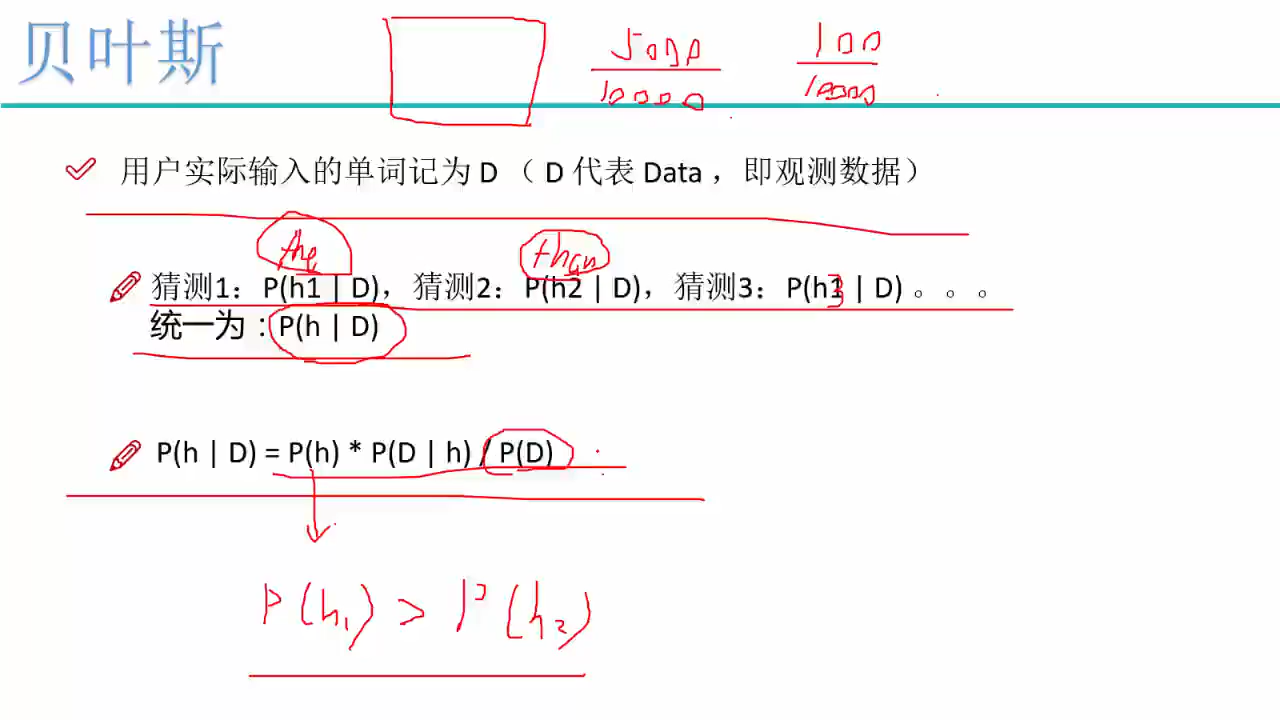 贝叶斯
5000 100
10000 10000
用户实际输入的单词记为 D （ D 代表 Data ，即观测数据）
the than
猜测1：P(h1 | D)，猜测2：P(h2 | D)，猜测3：P(h1 | D) 。。。
3
统一为：P(h | D)
P(h | D) = P(h) * P(D | h) / P(D)
P(h1) > P(h2)